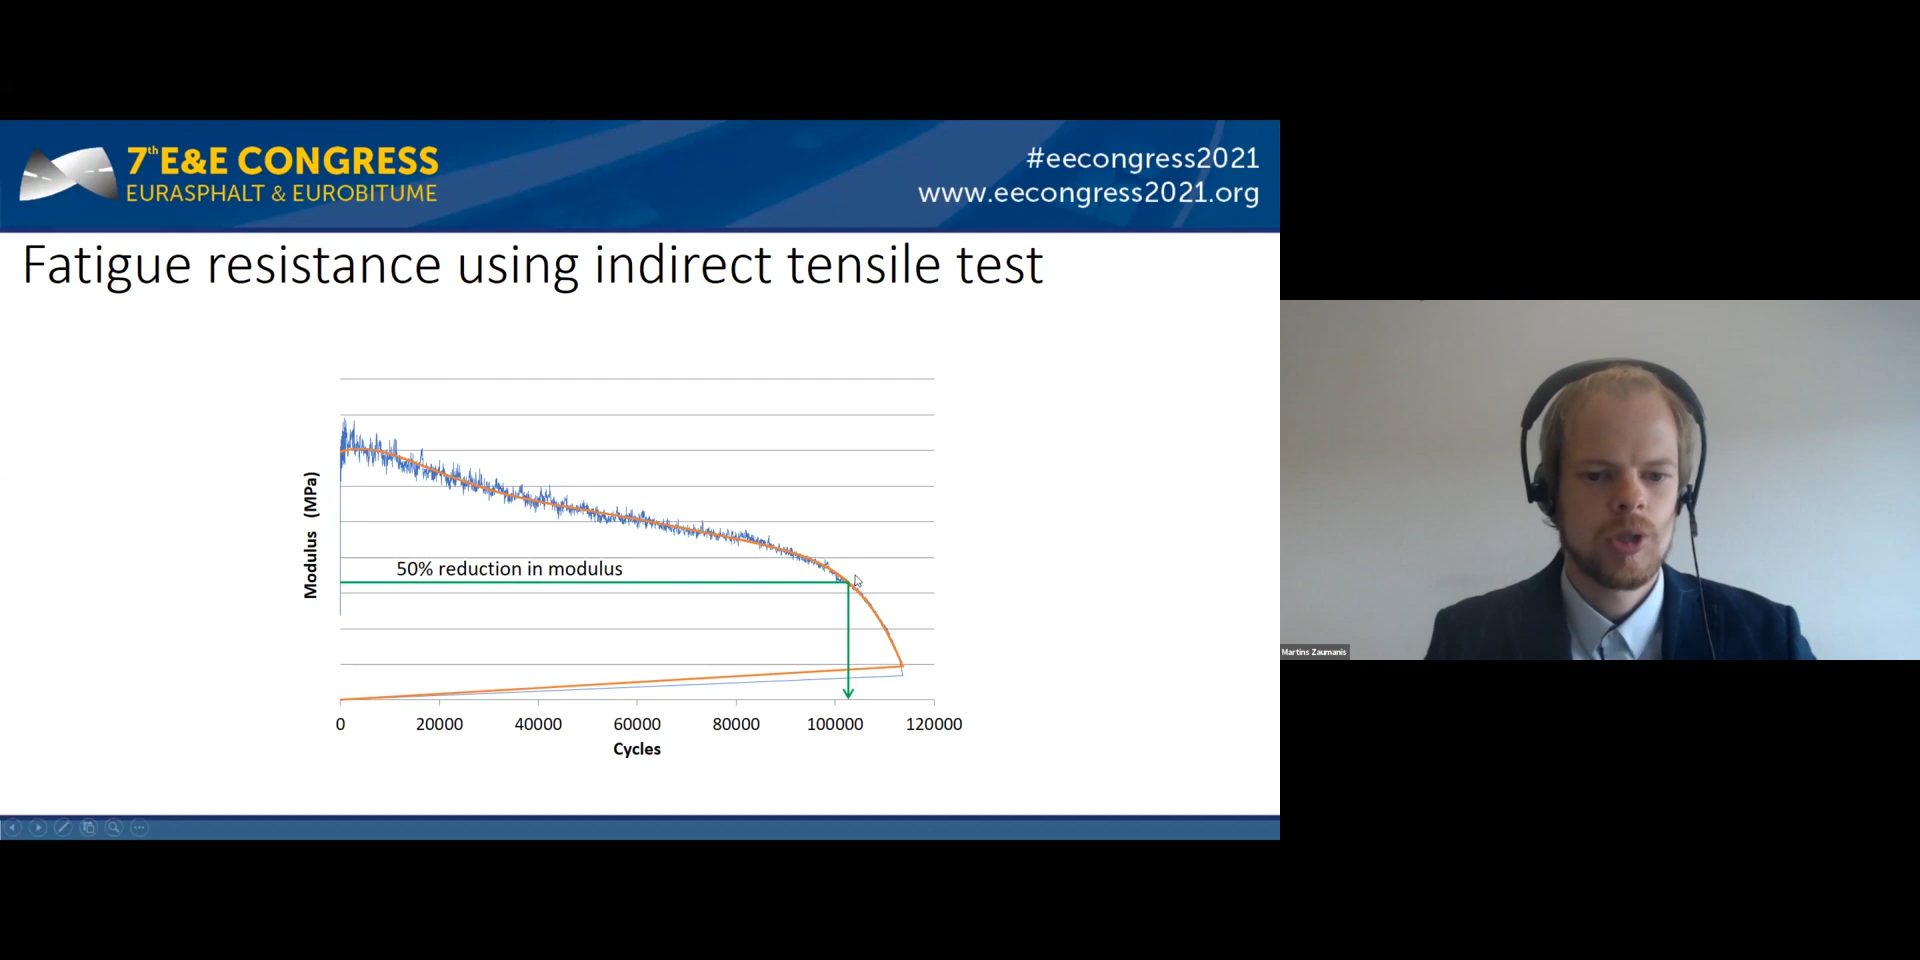 7th E&E CONGRESS
EURASPHALT & EUROBITUME
#eecongress2021
www.eecongress2021.org
Fatigue resistance using indirect tensile test
Modulus (MPa)
50% reduction in modulus
0 20000 40000 60000 80000 100000 120000
Cycles
Martins Zaumanis